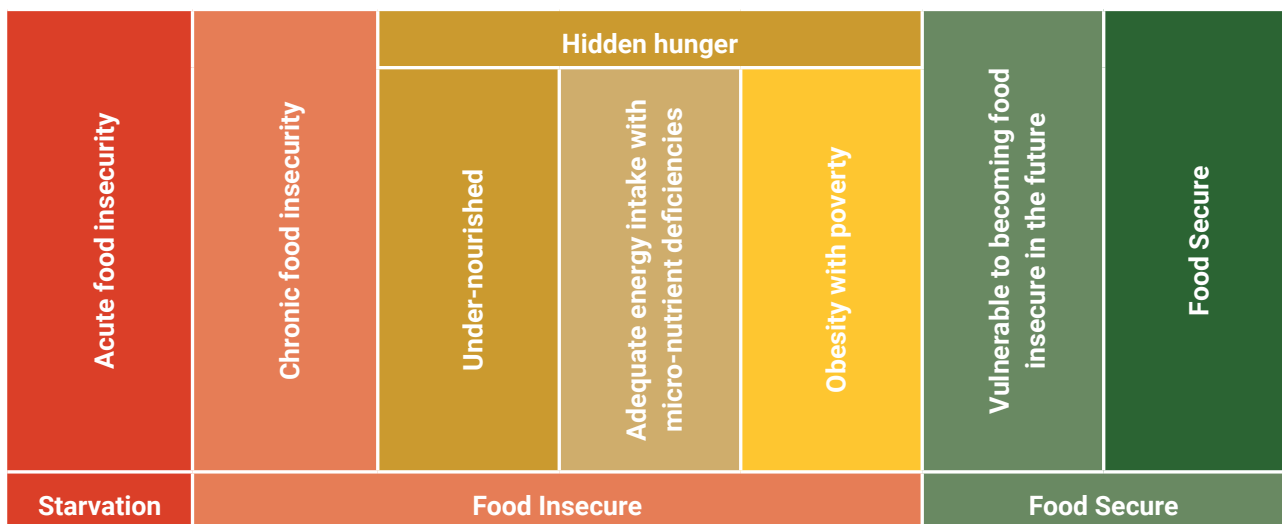 Hidden hunger
Acute food insecurity
Chronic food insecurity
Under-nourished
Adequate energy intake with
micro-nutrient deficiencies
Obesity with poverty
Vulnerable to becoming food
insecure in the future
Food Secure
Starvation
Food Insecure
Food Secure